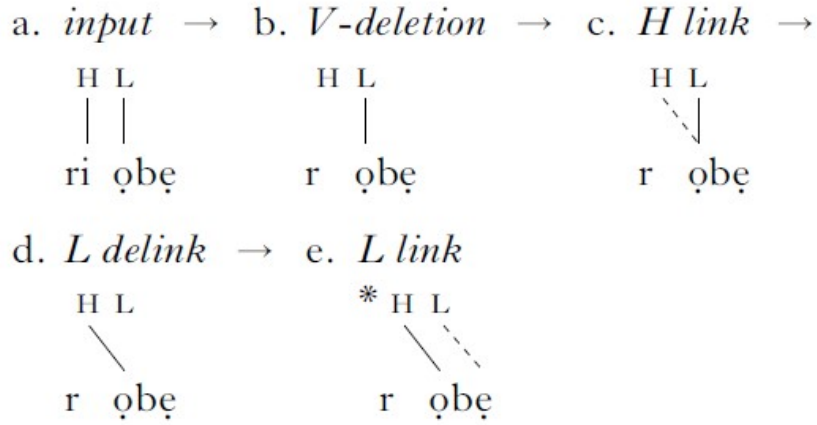 a. input → b. V-deletion → c. H link →
H L H L H L
ri ọbẹ r ọbẹ r ọbẹ
d. L delink → e. L link
H L * H L
r ọbẹ r ọbẹ